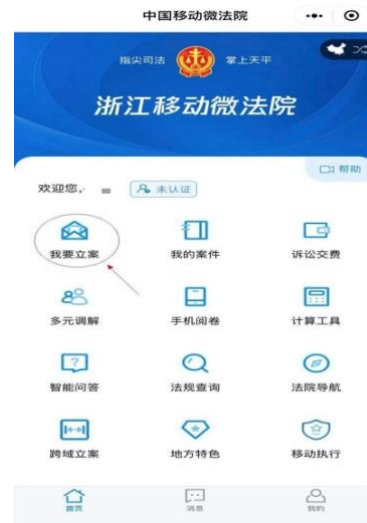 中国移动微法院
指尖司法 掌上天平
浙江移动微法院
帮助
欢迎您, 未认证
我要立案 我的案件 诉讼交费
多元调解 手机阅卷 计算工具
智能问答 法规查询 法院导航
跨域立案 地方特色 移动执行
首页 消息 我的